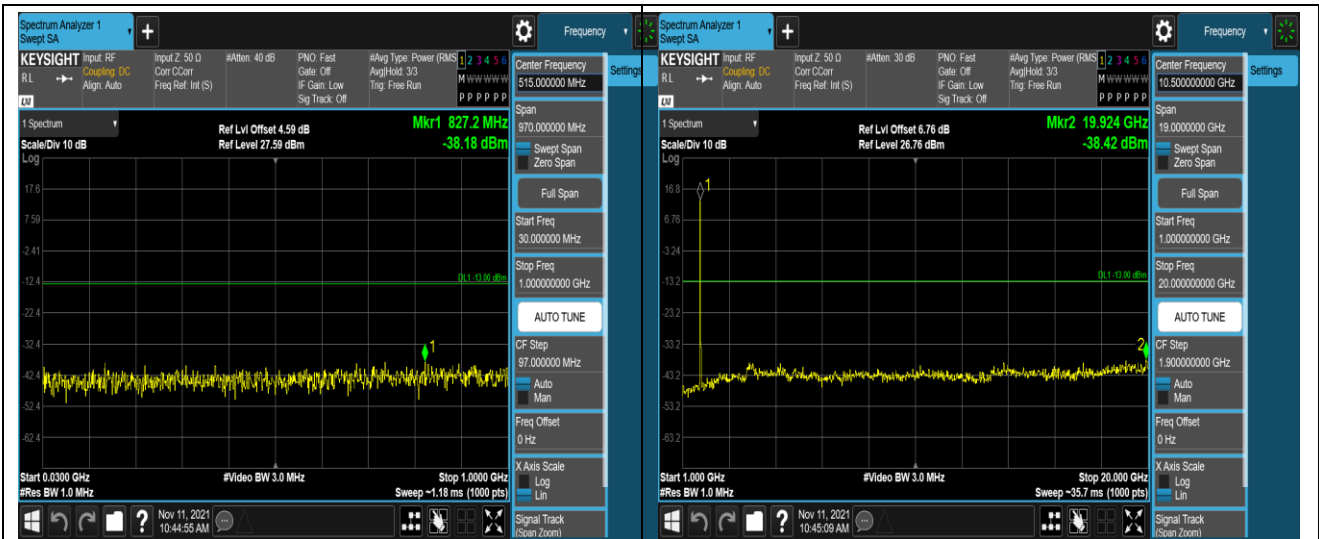 Spectrum Analyzer 1
Swept SA
+
Frequency
KEYSIGHT
Input: RF
Input Z: 50 Ω
#Atten: 40 dB
PNO: Fast
#Avg Type: Power (RMS
1 2 3 4 5 6
RL
Coupling: DC
Corr CCorr
Gate: Off
Avg|Hold: 3/3
M W W W W W
Align: Auto
Freq Ref: Int (S)
IF Gain: Low
Trig: Free Run
Sig Track: Off
P P P P P P
LXI
1 Spectrum
Ref Lvl Offset 4.59 dB
Mkr1 827.2 MHz
Scale/Div 10 dB
Ref Level 27.59 dBm
-38.18 dBm
Log
17.6
7.59
-2.41
-12.4
DL1 -13.00 dBm
-22.4
-32.4
1
-42.4
-52.4
-62.4
Start 0.0300 GHz
#Video BW 3.0 MHz
Stop 1.0000 GHz
#Res BW 1.0 MHz
Sweep ~1.18 ms (1000 pts)
Nov 11, 2021
10:44:55 AM
?
Settings
Center Frequency
515.000000 MHz
Span
970.000000 MHz
Swept Span
Zero Span
Full Span
Start Freq
30.000000 MHz
Stop Freq
1.000000000 GHz
AUTO TUNE
CF Step
97.000000 MHz
Auto
Man
Freq Offset
0 Hz
X Axis Scale
Log
Lin
Signal Track
(Span Zoom)
Spectrum Analyzer 1
Swept SA
+
Frequency
KEYSIGHT
Input: RF
Input Z: 50 Ω
#Atten: 30 dB
PNO: Fast
#Avg Type: Power (RMS
1 2 3 4 5 6
RL
Coupling: DC
Corr CCorr
Gate: Off
Avg|Hold: 3/3
M W W W W W
Align: Auto
Freq Ref: Int (S)
IF Gain: Low
Trig: Free Run
Sig Track: Off
P P P P P P
LXI
1 Spectrum
Ref Lvl Offset 6.76 dB
Mkr2 19.924 GHz
Scale/Div 10 dB
Ref Level 26.76 dBm
-38.42 dBm
Log
16.8
1
6.76
-3.24
-13.2
DL1 -13.00 dBm
-23.2
-33.2
2
-43.2
-53.2
-63.2
Start 1.000 GHz
#Video BW 3.0 MHz
Stop 20.000 GHz
#Res BW 1.0 MHz
Sweep ~35.7 ms (1000 pts)
Nov 11, 2021
10:45:09 AM
?
Settings
Center Frequency
10.500000000 GHz
Span
19.0000000 GHz
Swept Span
Zero Span
Full Span
Start Freq
1.000000000 GHz
Stop Freq
20.000000000 GHz
AUTO TUNE
CF Step
1.900000000 GHz
Auto
Man
Freq Offset
0 Hz
X Axis Scale
Log
Lin
Signal Track
(Span Zoom)